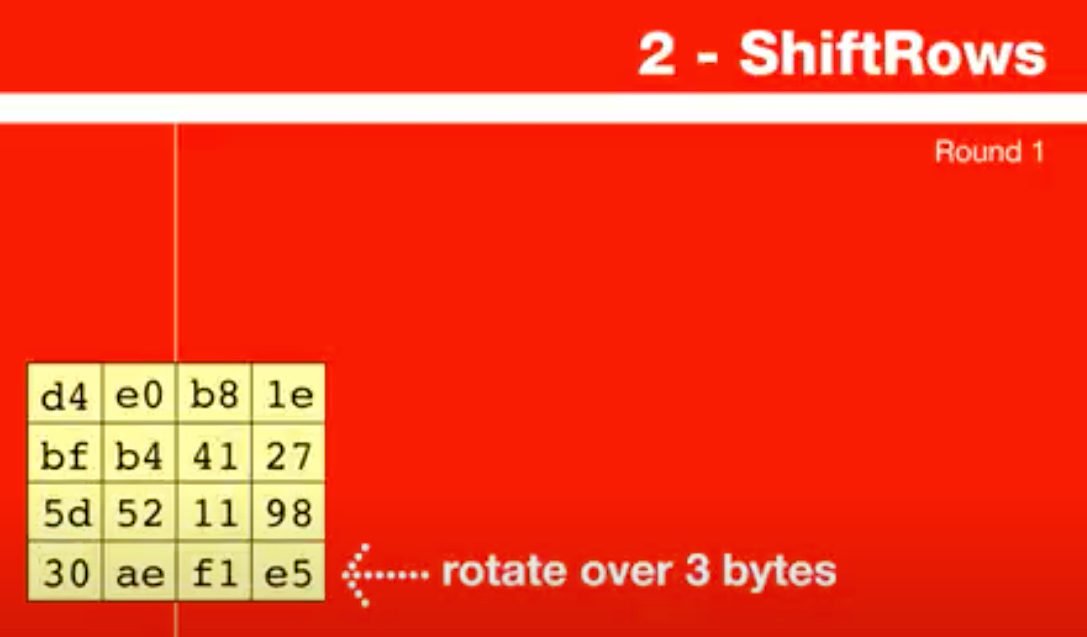 2 - ShiftRows
Round 1
d4 e0 b8 1e
bf b4 41 27
5d 52 11 98
30 ae f1 e5
rotate over 3 bytes